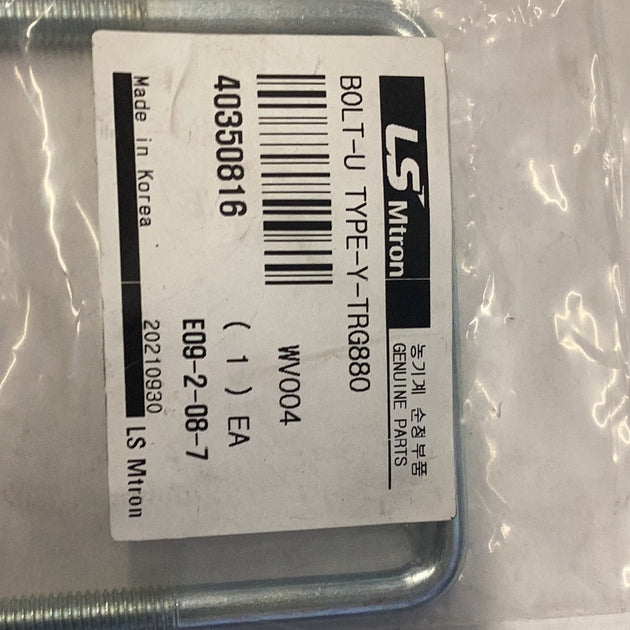 LS Mtron
농기계 순정부품
GENUINE PARTS
BOLT-U TYPE-Y-TRG880
WV004
40350816
( 1 ) EA
E09-2-08-7
Made in Korea
20210930
LS Mtron